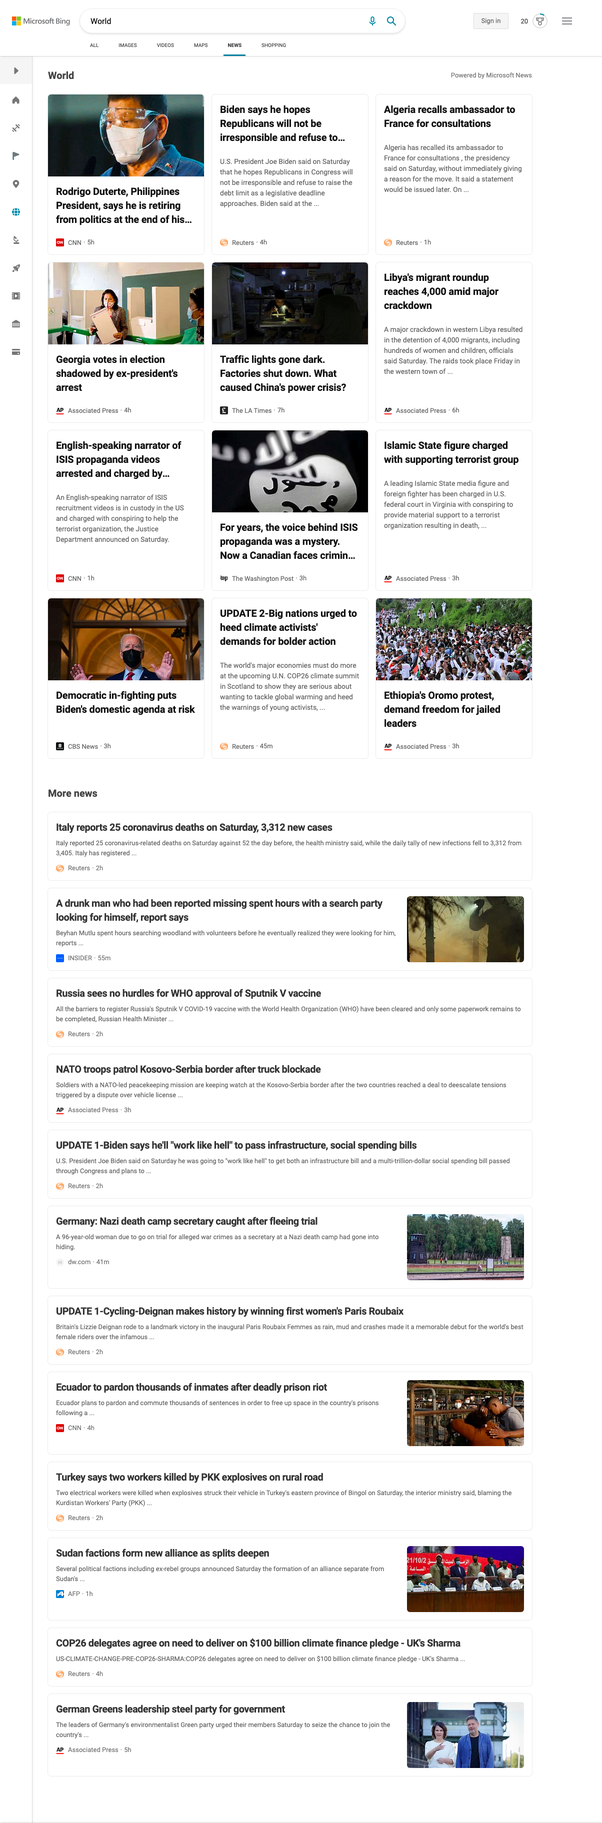 Microsoft Bing
World
Sign in
20
ALL
IMAGES
VIDEOS
MAPS
NEWS
SHOPPING
World
Powered by Microsoft News
Rodrigo Duterte, Philippines
President, says he is retiring
from politics at the end of his...
CNN · 5h
Biden says he hopes
Republicans will not be
irresponsible and refuse to...
U.S. President Joe Biden said on Saturday
that he hopes Republicans in Congress will
not be irresponsible and refuse to raise the
debt limit as a legislative deadline
approaches. Biden said at the ...
Reuters · 4h
Algeria recalls ambassador to
France for consultations
Algeria has recalled its ambassador to
France for consultations , the presidency
said on Saturday, without immediately giving
a reason for the move. It said a statement
would be issued later. On ...
Reuters · 1h
Georgia votes in election
shadowed by ex-president's
arrest
AP Associated Press · 4h
Traffic lights gone dark.
Factories shut down. What
caused China's power crisis?
The LA Times · 7h
Libya's migrant roundup
reaches 4,000 amid major
crackdown
A major crackdown in western Libya resulted
in the detention of 4,000 migrants, including
hundreds of women and children, officials
said Saturday. The raids took place Friday in
the western town of ...
AP Associated Press · 6h
English-speaking narrator of
ISIS propaganda videos
arrested and charged by...
An English-speaking narrator of ISIS
recruitment videos is in custody in the US
and charged with conspiring to help the
terrorist organization, the Justice
Department announced on Saturday.
CNN · 1h
For years, the voice behind ISIS
propaganda was a mystery.
Now a Canadian faces crimin...
wp The Washington Post · 3h
Islamic State figure charged
with supporting terrorist group
A leading Islamic State media figure and
foreign fighter has been charged in U.S.
federal court in Virginia with conspiring to
provide material support to a terrorist
organization resulting in death, ...
AP Associated Press · 3h
Democratic in-fighting puts
Biden's domestic agenda at risk
CBS News · 3h
UPDATE 2-Big nations urged to
heed climate activists'
demands for bolder action
The world's major economies must do more
at the upcoming U.N. COP26 climate summit
in Scotland to show they are serious about
wanting to tackle global warming and heed
the warnings of young activists, ...
Reuters · 45m
Ethiopia's Oromo protest,
demand freedom for jailed
leaders
AP Associated Press · 3h
More news
Italy reports 25 coronavirus deaths on Saturday, 3,312 new cases
Italy reported 25 coronavirus-related deaths on Saturday against 52 the day before, the health ministry said, while the daily tally of new infections fell to 3,312 from
3,405. Italy has registered ...
Reuters · 2h
A drunk man who had been reported missing spent hours with a search party
looking for himself, report says
Beyhan Mutlu spent hours searching woodland with volunteers before he eventually realized they were looking for him,
reports ...
INSIDER · 55m
Russia sees no hurdles for WHO approval of Sputnik V vaccine
All the barriers to register Russia's Sputnik V COVID-19 vaccine with the World Health Organization (WHO) have been cleared and only some paperwork remains to
be completed, Russian Health Minister ...
Reuters · 2h
NATO troops patrol Kosovo-Serbia border after truck blockade
Soldiers with a NATO-led peacekeeping mission are keeping watch at the Kosovo-Serbia border after the two countries reached a deal to deescalate tensions
triggered by a dispute over vehicle license ...
AP Associated Press · 3h
UPDATE 1-Biden says he'll "work like hell" to pass infrastructure, social spending bills
U.S. President Joe Biden said on Saturday he was going to "work like hell" to get both an infrastructure bill and a multi-trillion-dollar social spending bill passed
through Congress and plans to ...
Reuters · 2h
Germany: Nazi death camp secretary caught after fleeing trial
A 96-year-old woman due to go on trial for alleged war crimes as a secretary at a Nazi death camp had gone into
hiding.
dw.com · 41m
UPDATE 1-Cycling-Deignan makes history by winning first women's Paris Roubaix
Britain's Lizzie Deignan rode to a landmark victory in the inaugural Paris Roubaix Femmes as rain, mud and crashes made it a memorable debut for the world's best
female riders over the infamous ...
Reuters · 2h
Ecuador to pardon thousands of inmates after deadly prison riot
Ecuador plans to pardon and commute thousands of sentences in order to free up space in the country's prisons
following a ...
CNN · 4h
Turkey says two workers killed by PKK explosives on rural road
Two electrical workers were killed when explosives struck their vehicle in Turkey's eastern province of Bingol on Saturday, the interior ministry said, blaming the
Kurdistan Workers' Party (PKK) ...
Reuters · 2h
Sudan factions form new alliance as splits deepen
Several political factions including ex-rebel groups announced Saturday the formation of an alliance separate from
Sudan's ...
AFP · 1h
COP26 delegates agree on need to deliver on $100 billion climate finance pledge - UK's Sharma
US-CLIMATE-CHANGE-PRE-COP26-SHARMA:COP26 delegates agree on need to deliver on $100 billion climate finance pledge - UK's Sharma ...
Reuters · 4h
German Greens leadership steel party for government
The leaders of Germany's environmentalist Green party urged their members Saturday to seize the chance to join the
country's ...
AP Associated Press · 5h